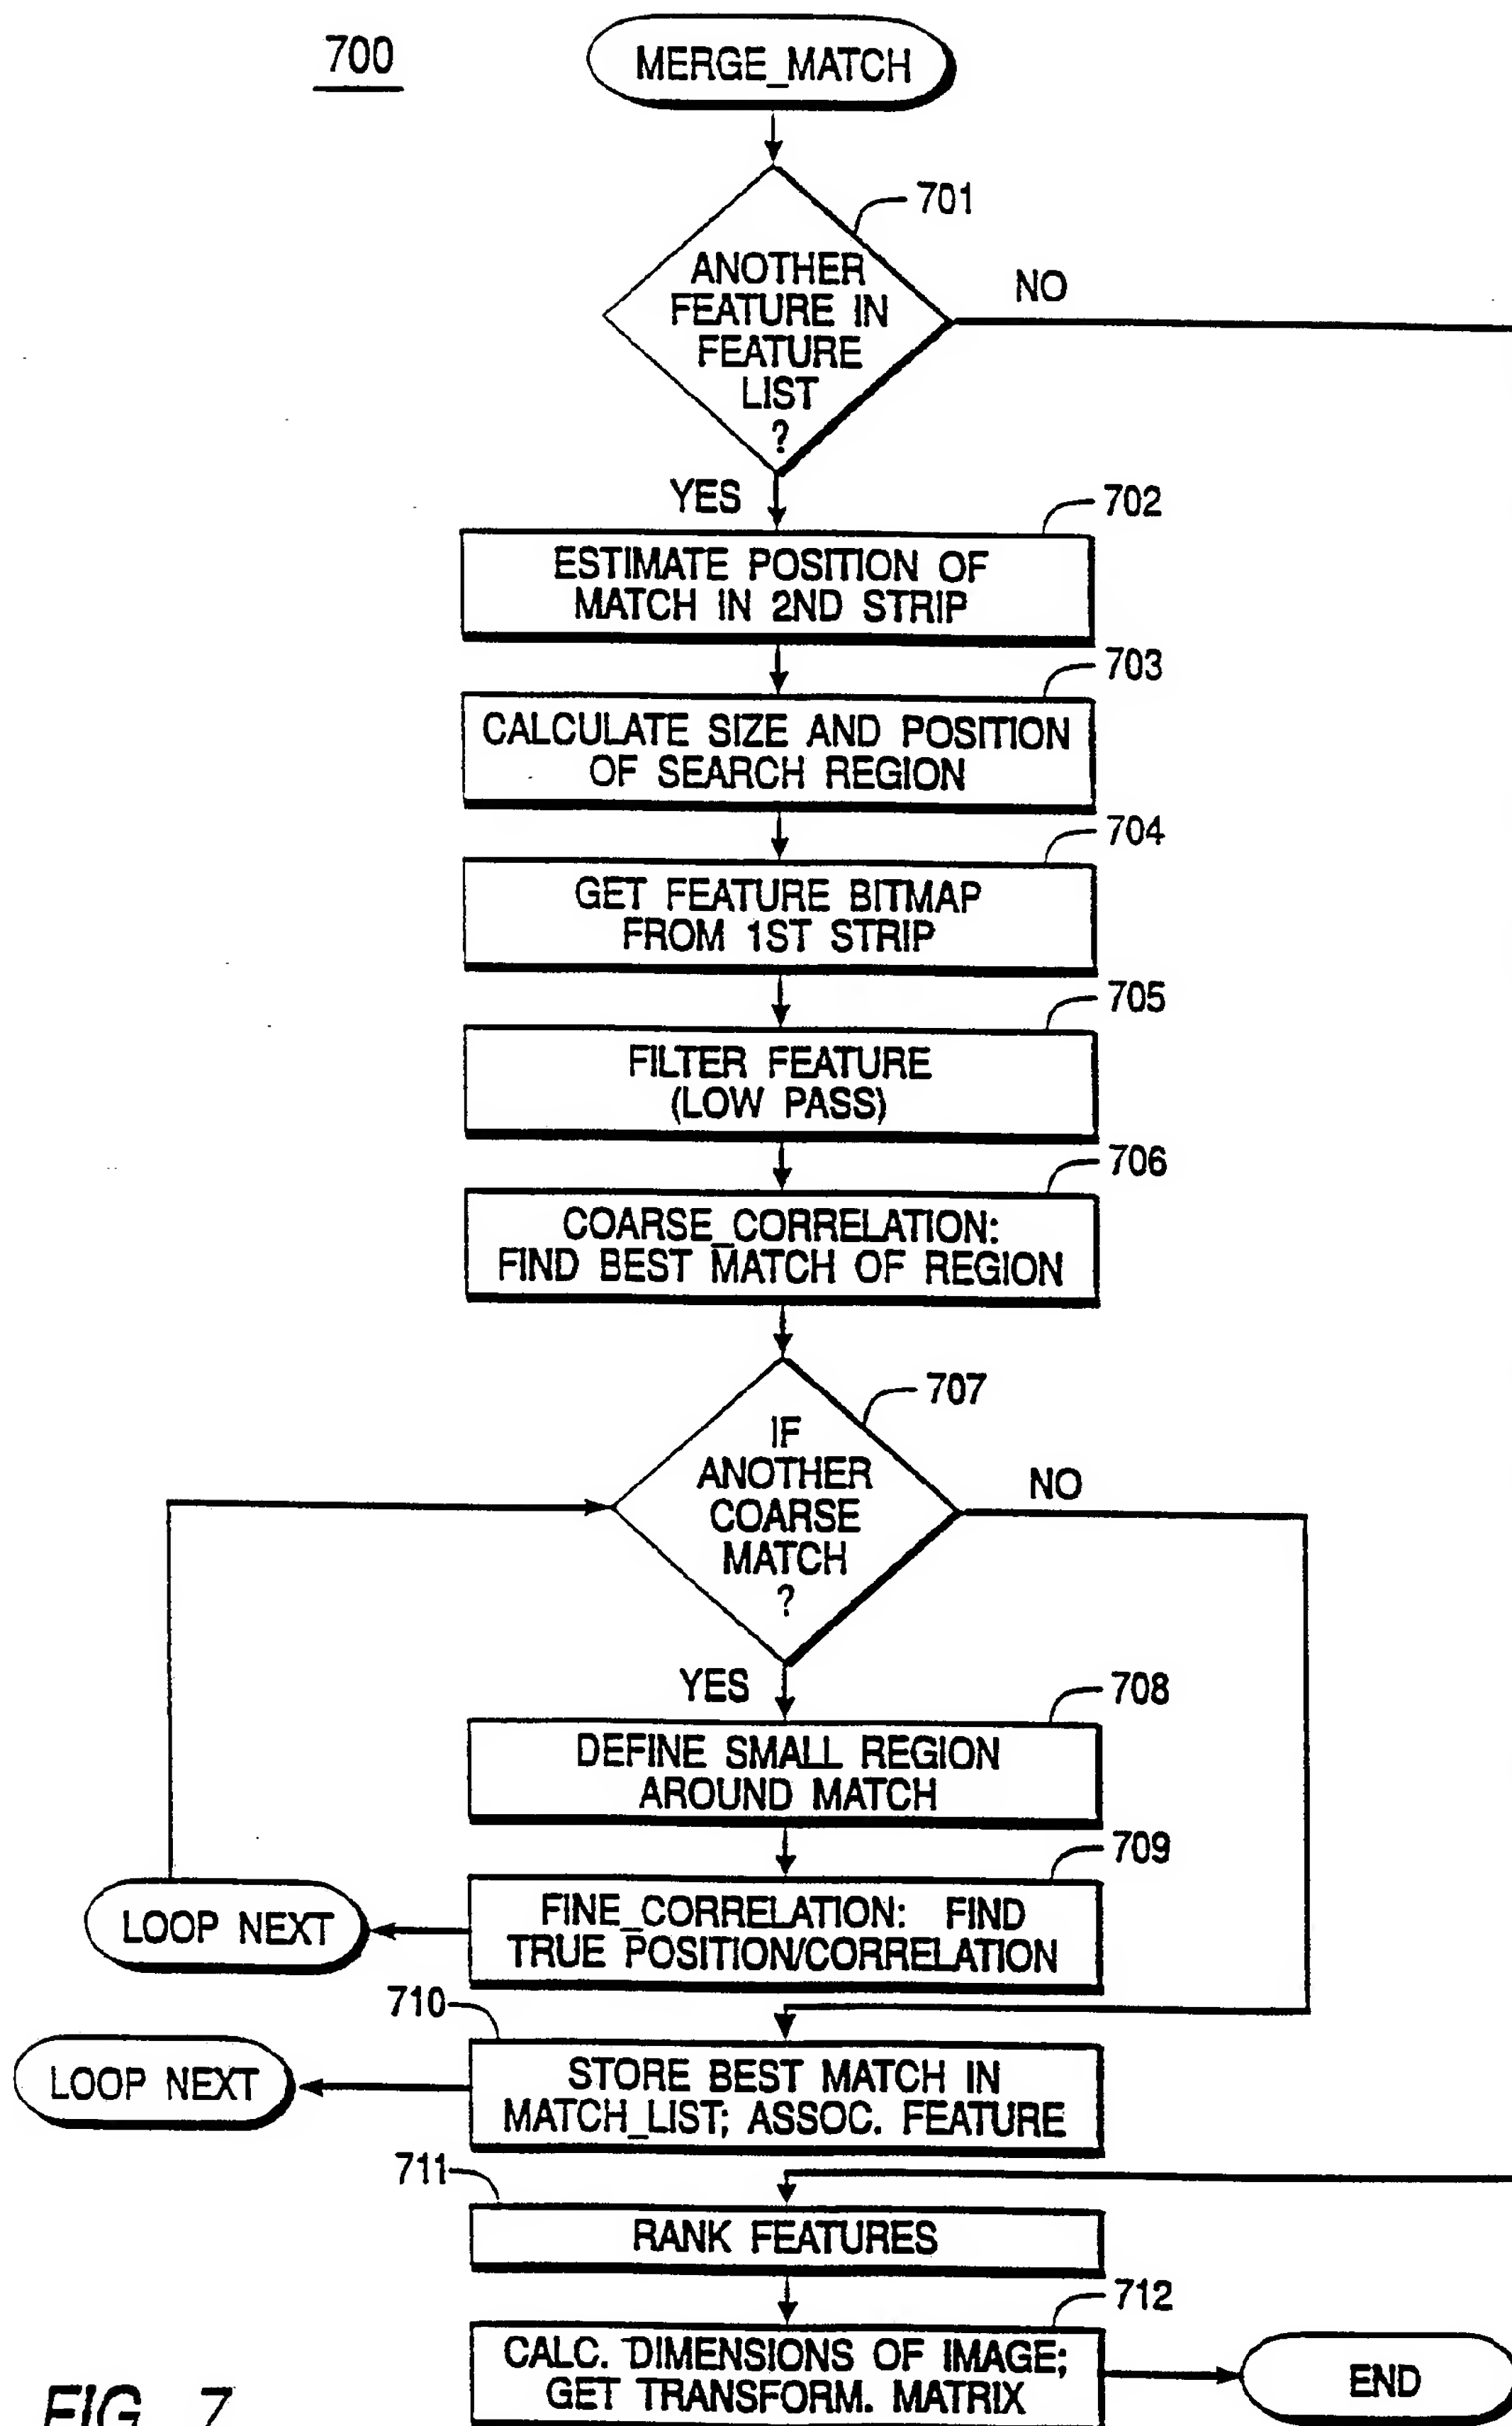 700
MERGE_MATCH
701
ANOTHER
FEATURE IN
FEATURE
LIST
?
NO
YES
702
ESTIMATE POSITION OF
MATCH IN 2ND STRIP
703
CALCULATE SIZE AND POSITION
OF SEARCH REGION
704
GET FEATURE BITMAP
FROM 1ST STRIP
705
FILTER FEATURE
(LOW PASS)
706
COARSE_CORRELATION:
FIND BEST MATCH OF REGION
707
IF
ANOTHER
COARSE
MATCH
?
NO
YES
708
DEFINE SMALL REGION
AROUND MATCH
709
FINE_CORRELATION: FIND
TRUE POSITION/CORRELATION
LOOP NEXT
710
STORE BEST MATCH IN
MATCH_LIST; ASSOC. FEATURE
LOOP NEXT
711
RANK FEATURES
712
CALC. DIMENSIONS OF IMAGE;
GET TRANSFORM. MATRIX
END
FIG. 7